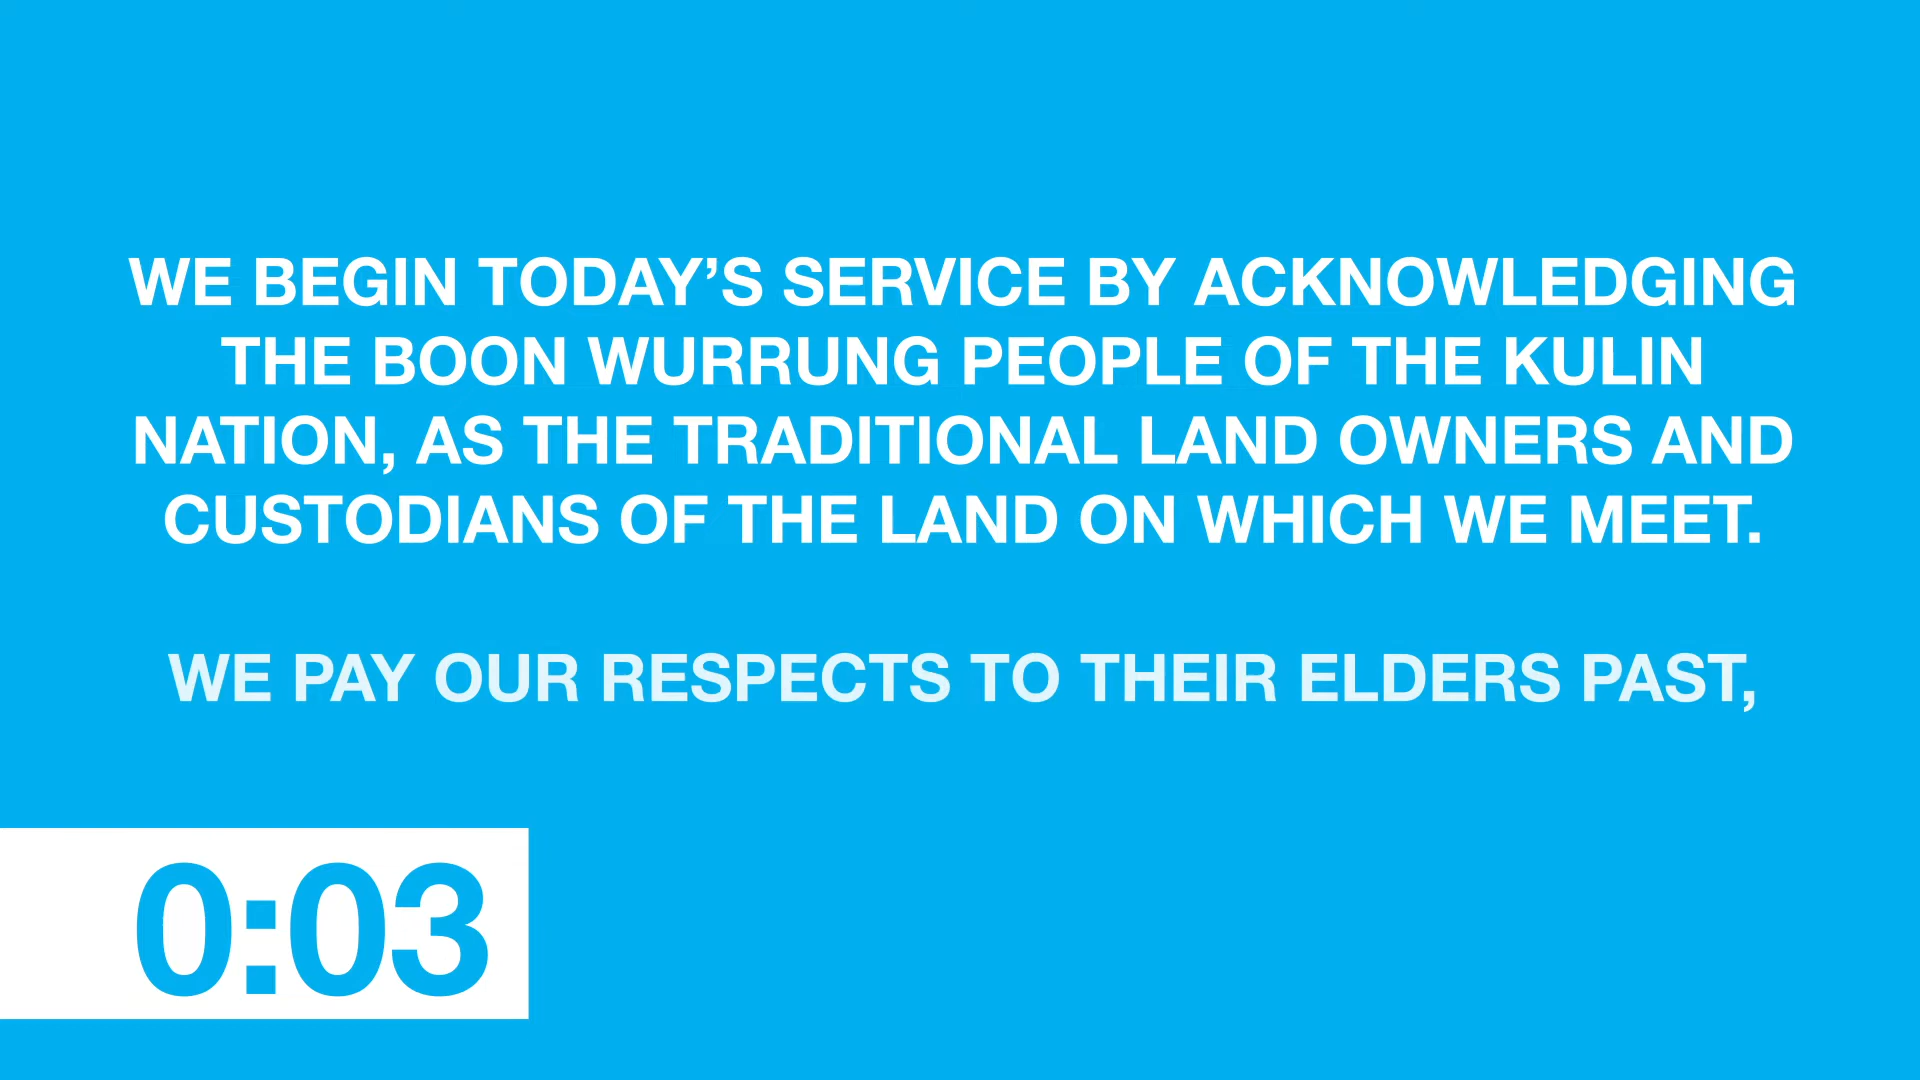 WE BEGIN TODAY’S SERVICE BY ACKNOWLEDGING
THE BOON WURRUNG PEOPLE OF THE KULIN
NATION, AS THE TRADITIONAL LAND OWNERS AND
CUSTODIANS OF THE LAND ON WHICH WE MEET.
WE PAY OUR RESPECTS TO THEIR ELDERS PAST,
0:03